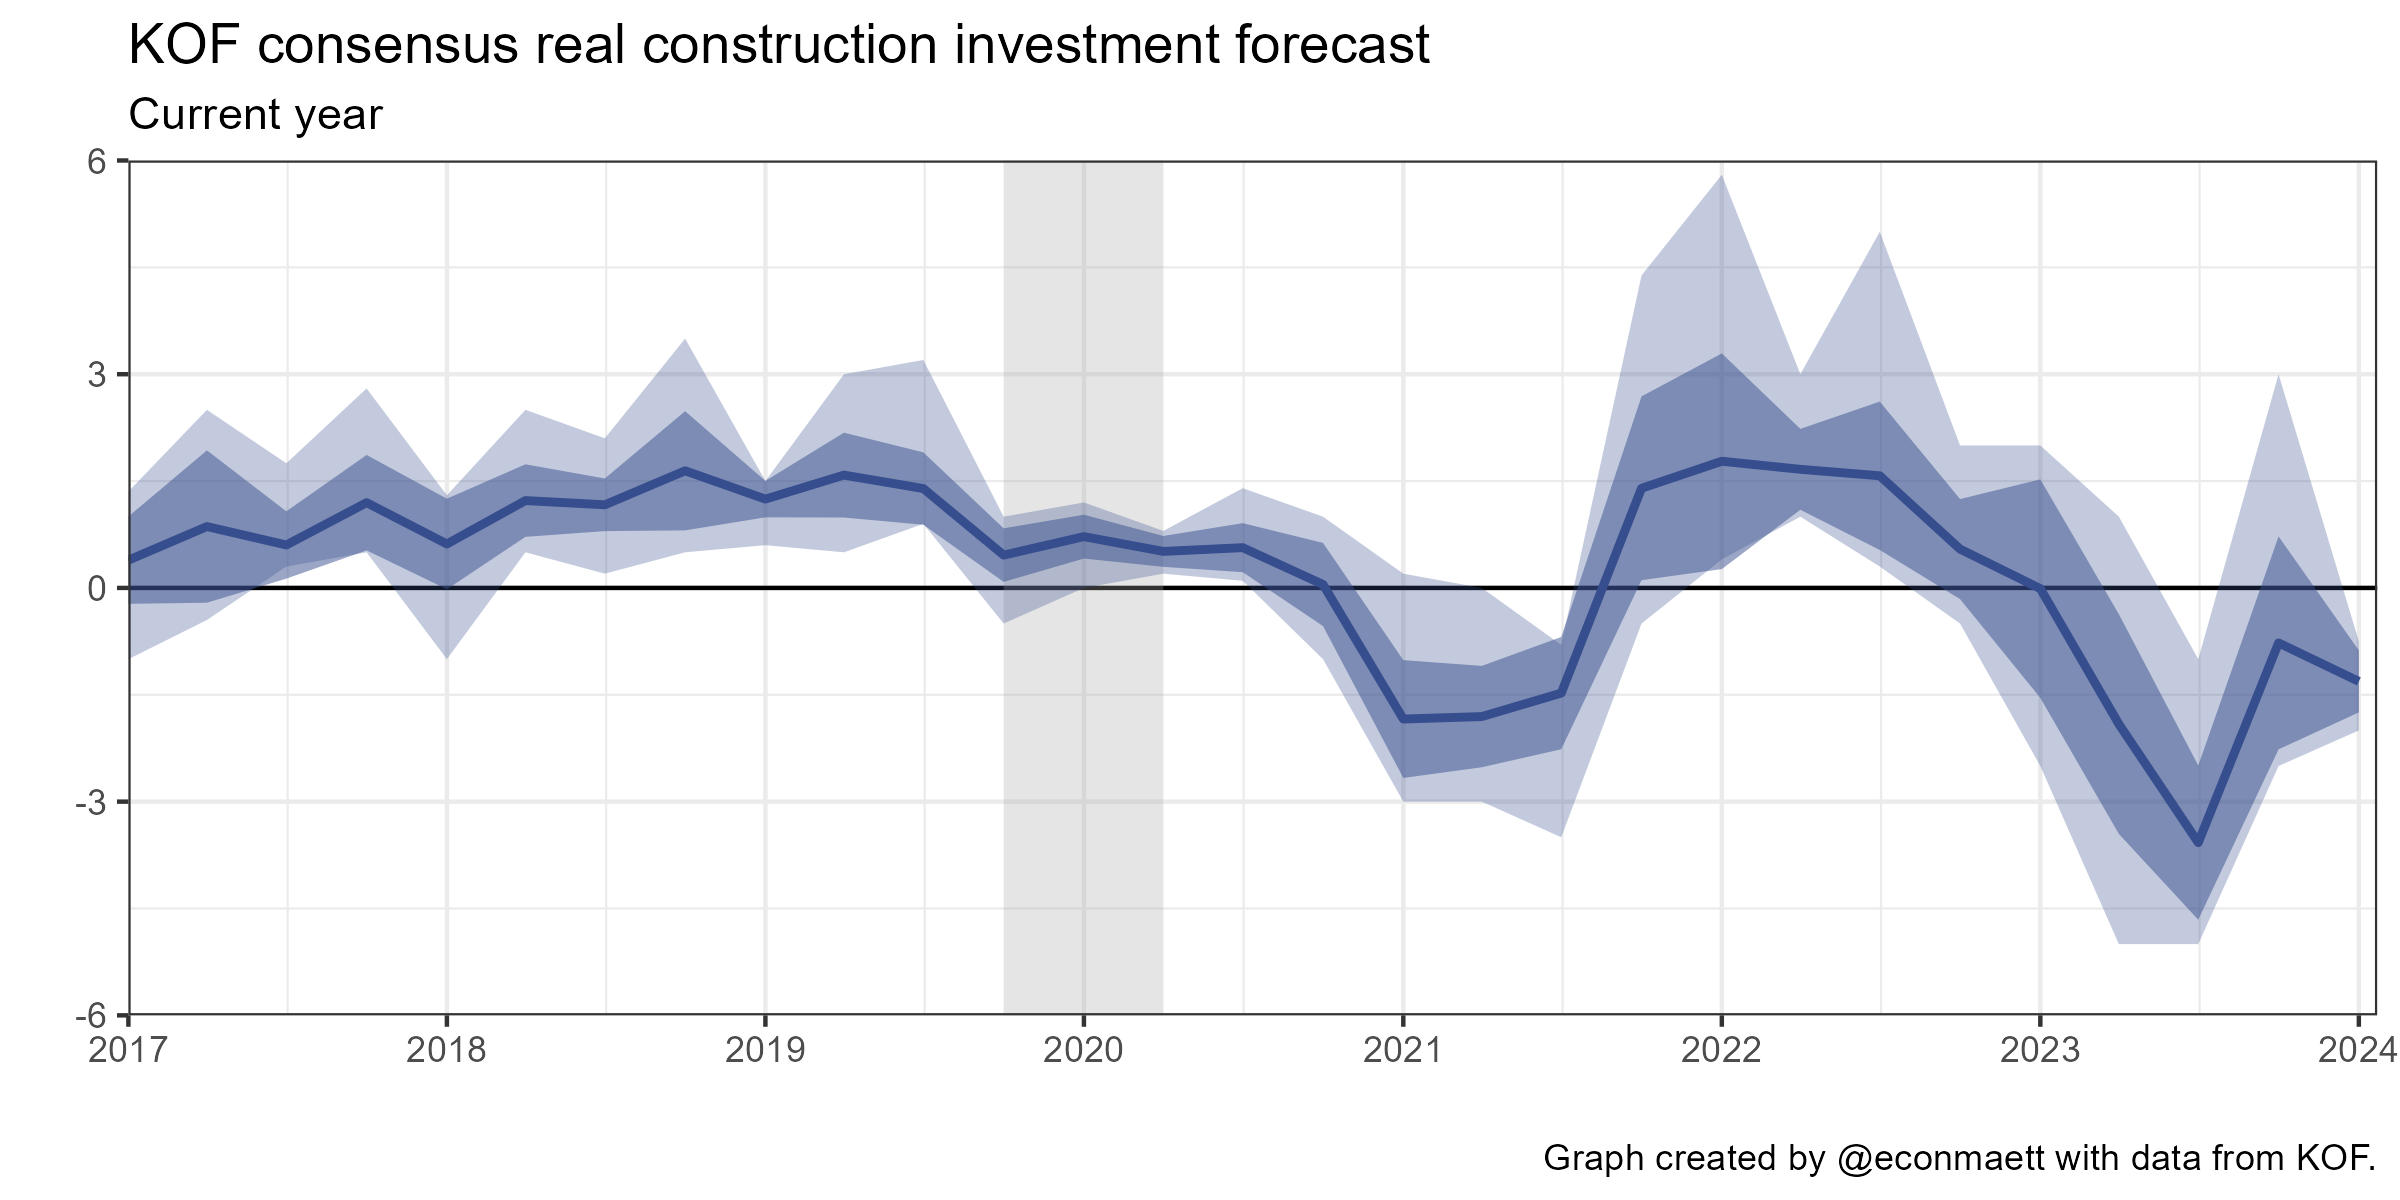 KOF consensus real construction investment forecast
Current year
6
3
0
-3
-6
2017 2018 2019 2020 2021 2022 2023 2024
Graph created by @econmaett with data from KOF.